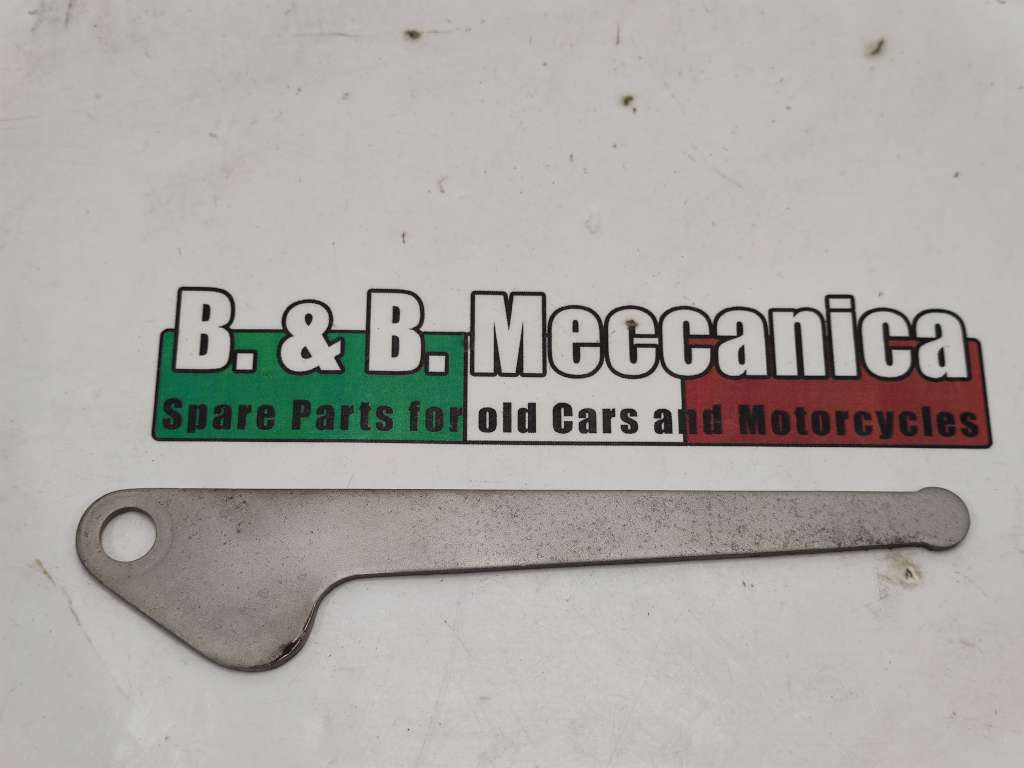 B. & B. Meccanica
Spare Parts for old Cars and Motorcycles